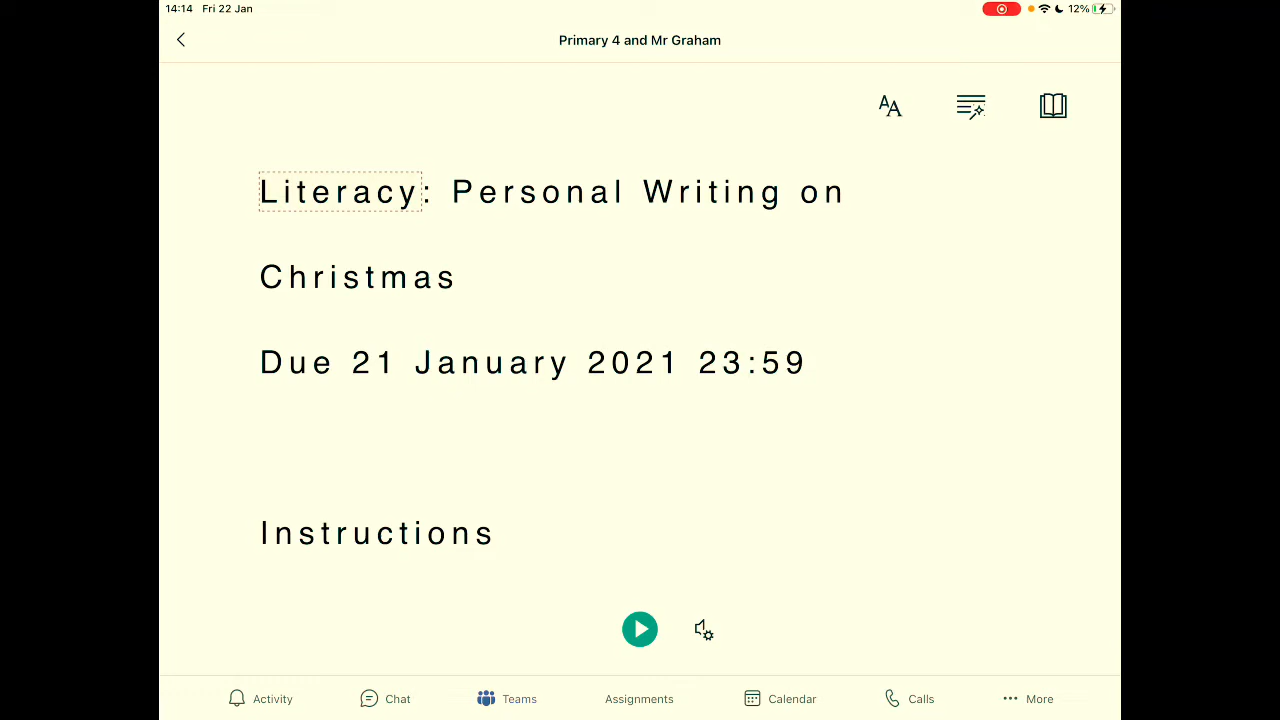 14:14 Fri 22 Jan 12%
Primary 4 and Mr Graham
AA
Literacy: Personal Writing on
Christmas
Due 21 January 2021 23:59
Instructions
Activity Chat Teams Assignments Calendar Calls More